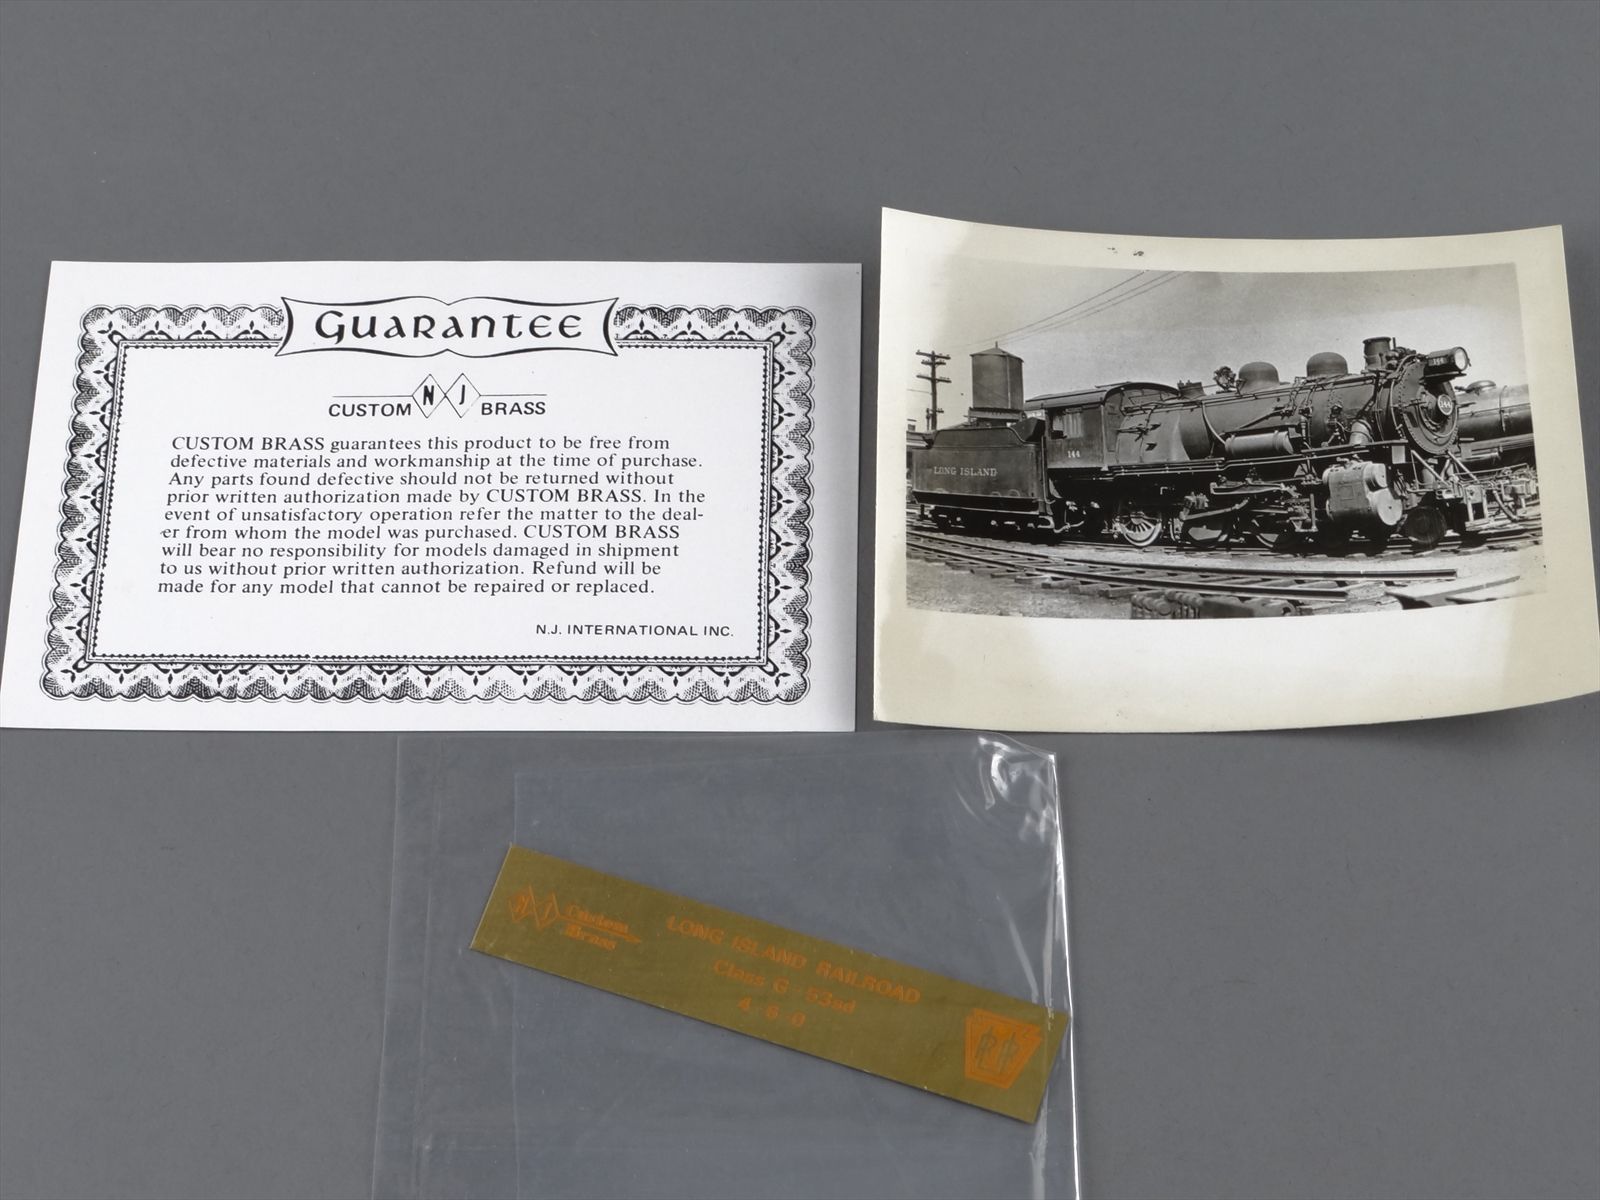 GUARANTEE
CUSTOM NJ BRASS
CUSTOM BRASS guarantees this product to be free from
defective materials and workmanship at the time of purchase.
Any parts found defective should not be returned without
prior written authorization made by CUSTOM BRASS. In the
event of unsatisfactory operation refer the matter to the deal-
er from whom the model was purchased. CUSTOM BRASS
will bear no responsibility for models damaged in shipment
to us without prior written authorization. Refund will be
made for any model that cannot be repaired or replaced.
N.J. INTERNATIONAL INC.
144
144
144
LONG ISLAND
NJ Custom
Brass
LONG ISLAND RAILROAD
Class G-53sd
4-6-0